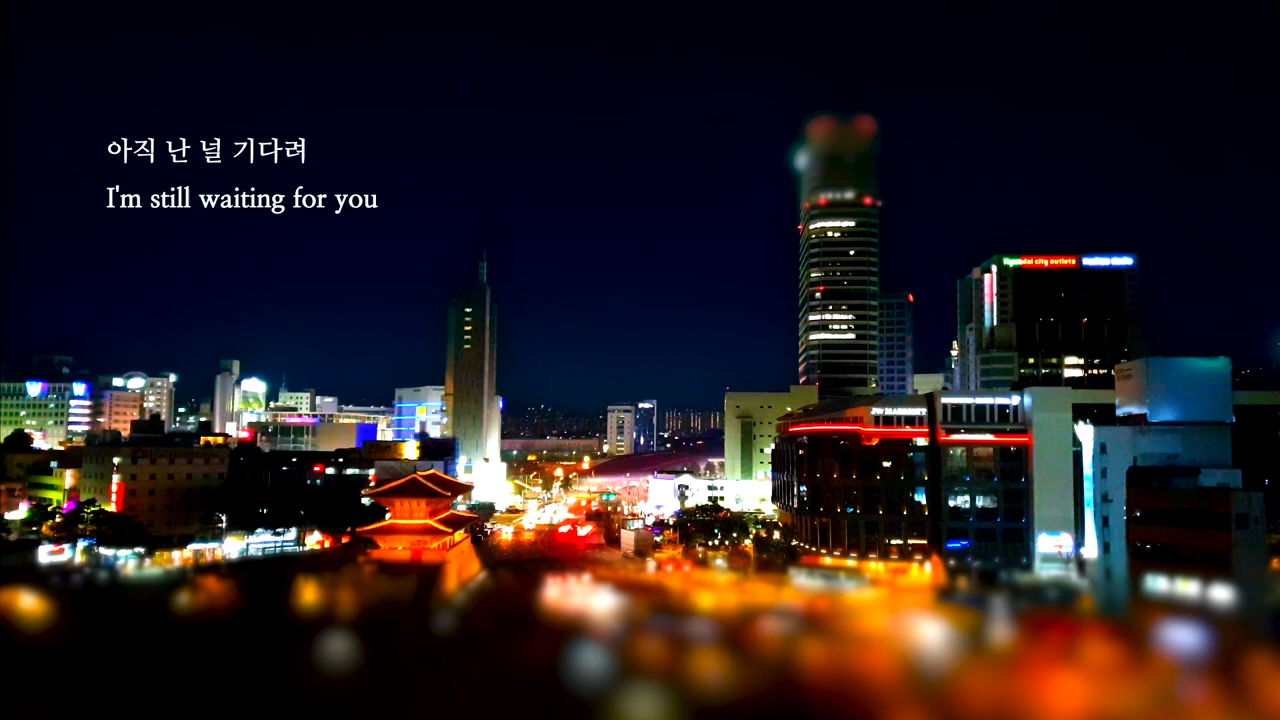 아직 난 널 기다려
I'm still waiting for you
Hyundai city outlets
JW MARRIOTT